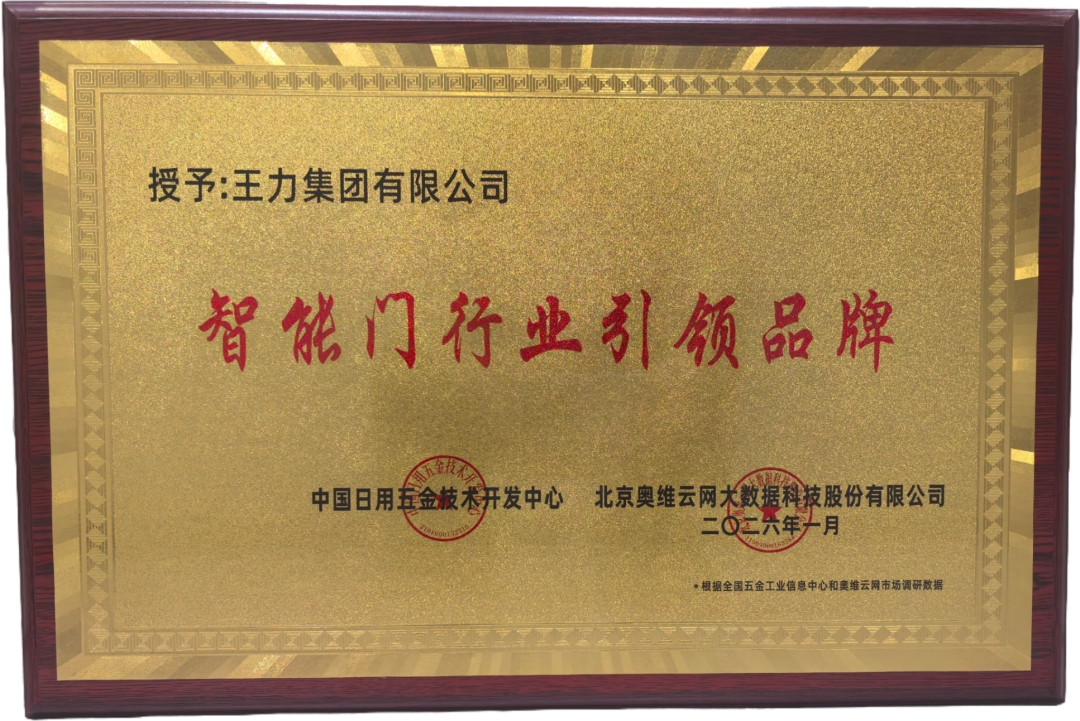 授予:王力集团有限公司
智能门行业引领品牌
中国日用五金技术开发中心
北京奥维云网大数据科技股份有限公司
二〇二六年一月
*根据全国五金工业信息中心和奥维云网市场调研数据